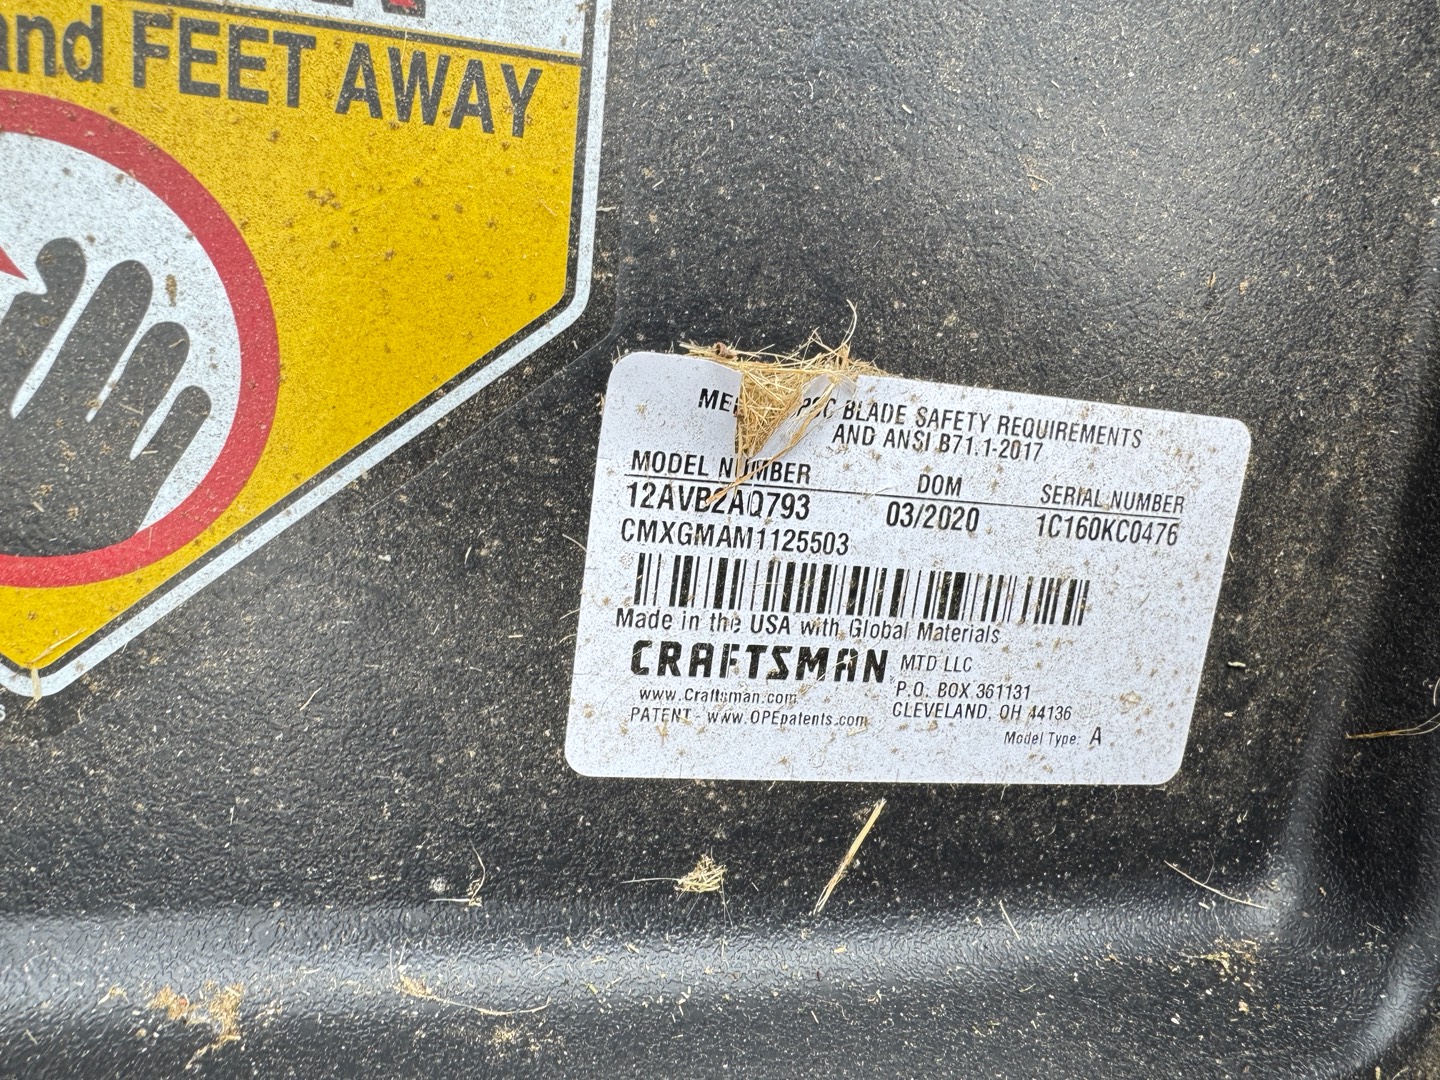 and FEET AWAY
BLADE SAFETY REQUIREMENTS
AND ANSI B71.1-2017
MODEL NUMBER DOM SERIAL NUMBER
12AVB2AQ793 03/2020 1C160KC0476
CMXGMAM1125503
Made in the USA with Global Materials
CRAFTSMAN MTD LLC
www.Craftsman.com P.O. BOX 361131
PATENT - www.OPEpatents.com CLEVELAND, OH 44136
Model Type: A